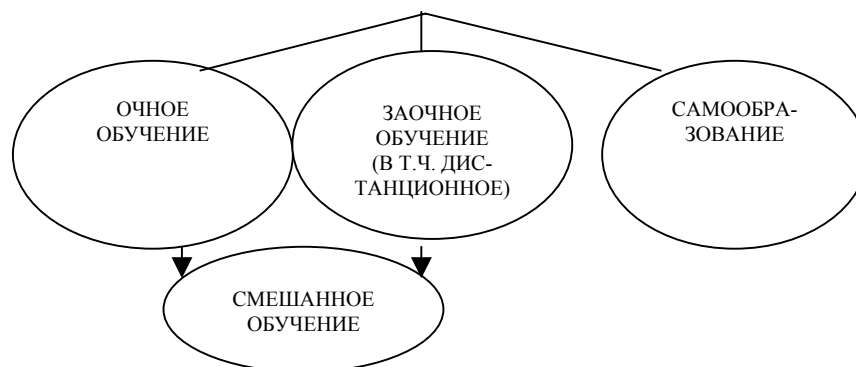 ОЧНОЕ
ОБУЧЕНИЕ
ЗАОЧНОЕ
ОБУЧЕНИЕ
(В Т.Ч. ДИС-
ТАНЦИОННОЕ)
САМООБРА-
ЗОВАНИЕ
СМЕШАННОЕ
ОБУЧЕНИЕ